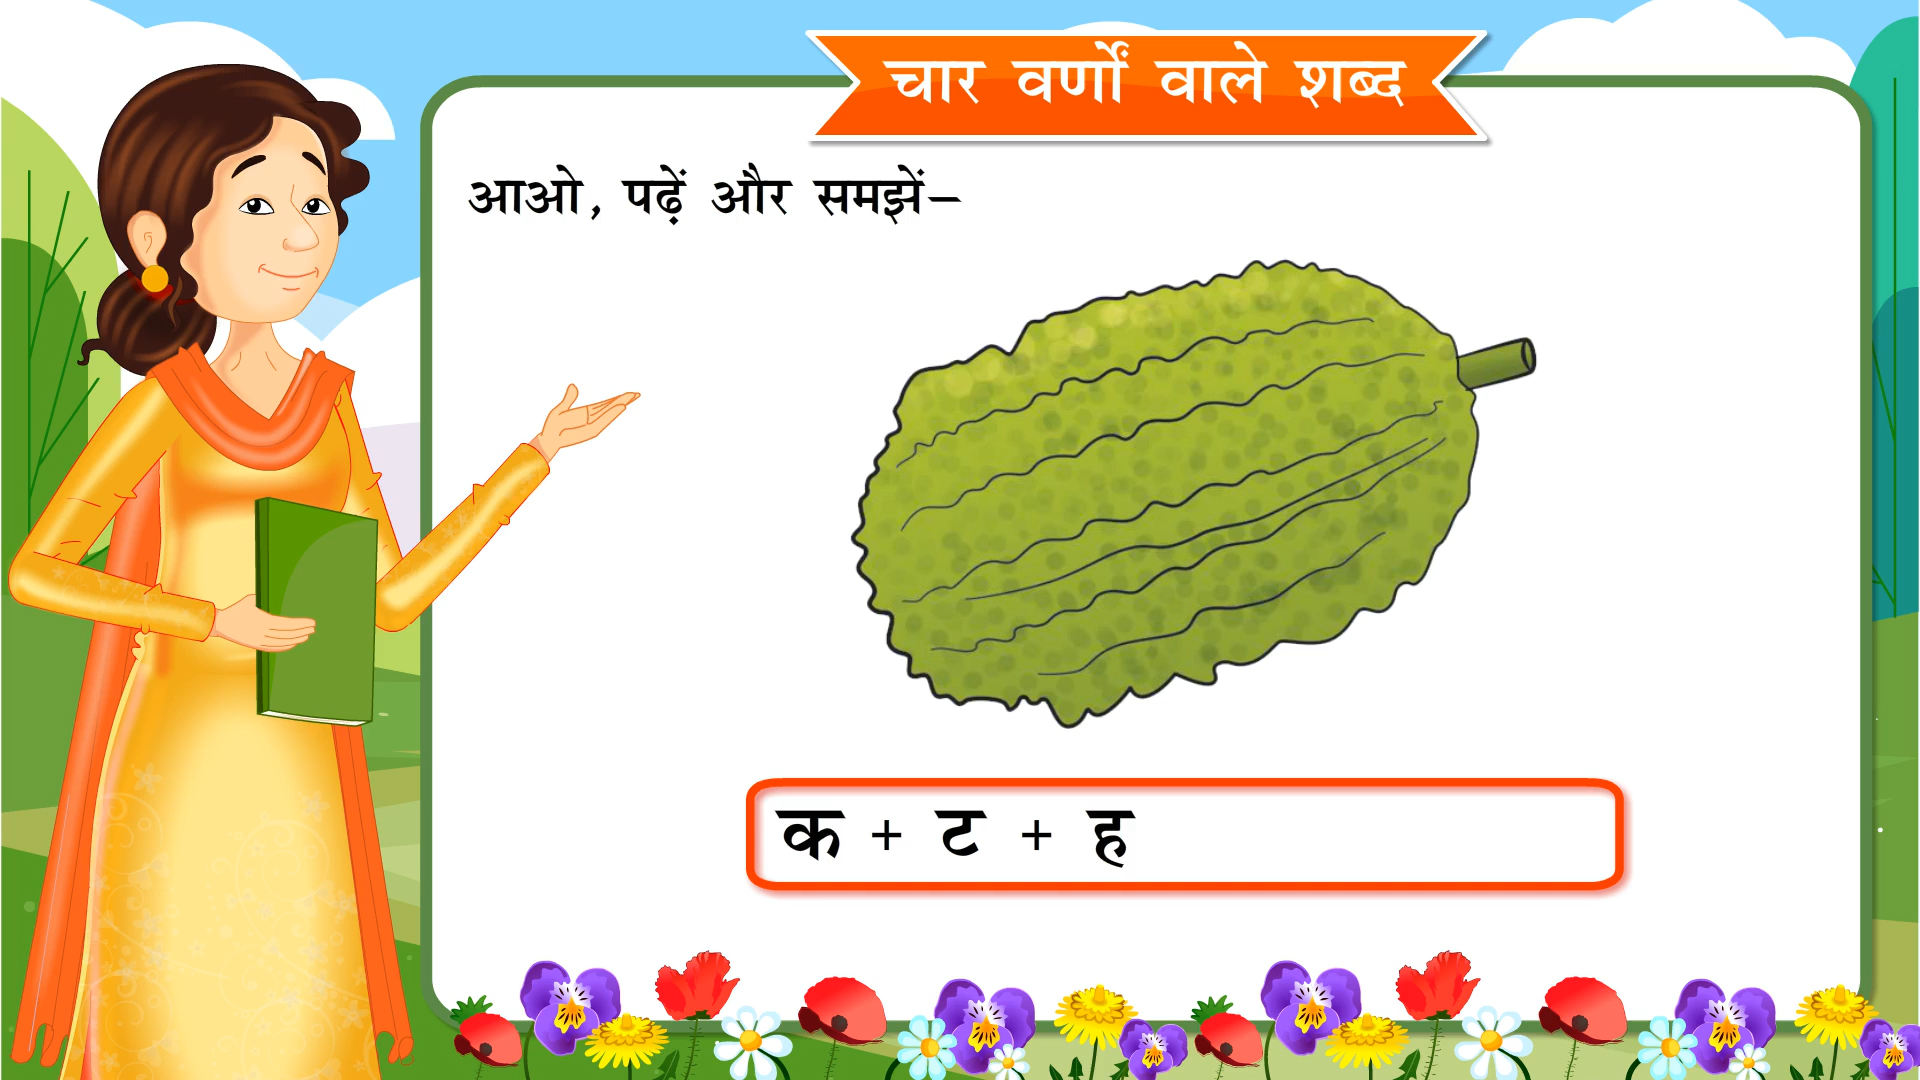 चार वर्णों वाले शब्द
आओ, पढ़ें और समझें–
क + ट + ह